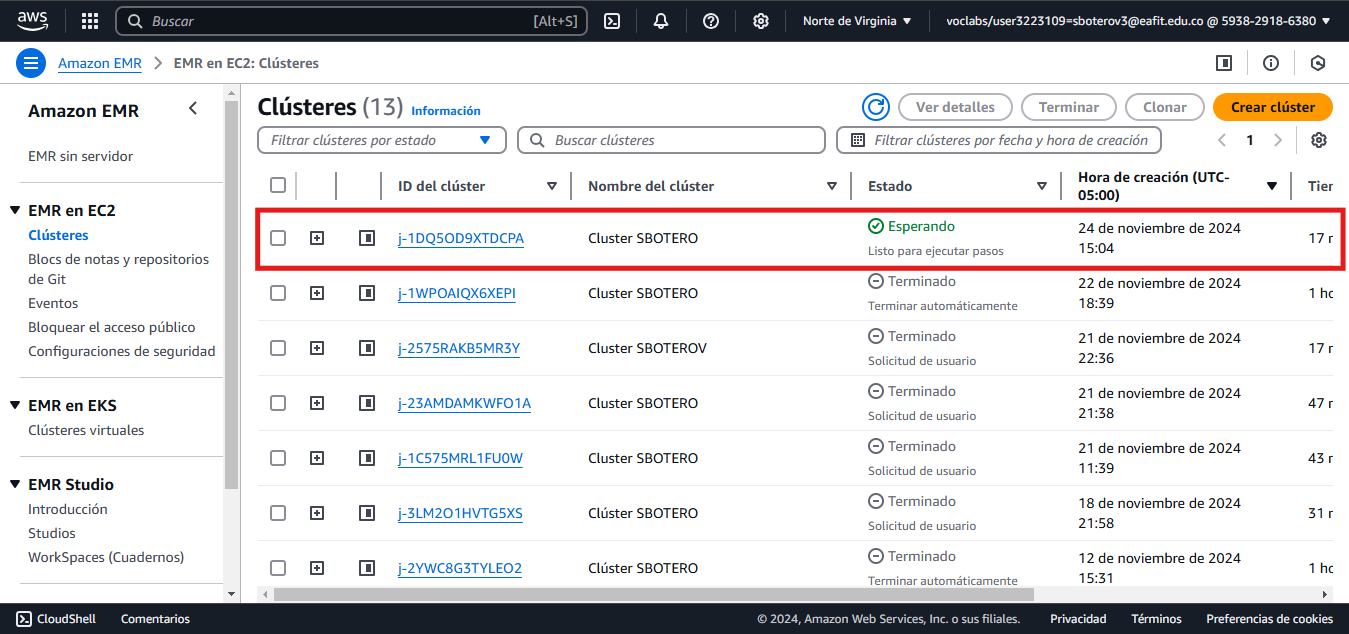 aws
Buscar [Alt+S]
Norte de Virginia
voclabs/user3223109=sboterov3@eafit.edu.co @ 5938-2918-6380
Amazon EMR
EMR en EC2: Clústeres
Amazon EMR
EMR sin servidor
EMR en EC2
Clústeres
Blocs de notas y repositorios
de Git
Eventos
Bloquear el acceso público
Configuraciones de seguridad
EMR en EKS
Clústeres virtuales
EMR Studio
Introducción
Studios
WorkSpaces (Cuadernos)
Clústeres (13) Información
Ver detalles
Terminar
Clonar
Crear clúster
Filtrar clústeres por estado
Buscar clústeres
Filtrar clústeres por fecha y hora de creación
1
ID del clúster
Nombre del clúster
Estado
Hora de creación (UTC-
05:00)
Tier
j-1DQ5OD9XTDCPA
Cluster SBOTERO
Esperando
Listo para ejecutar pasos
24 de noviembre de 2024
15:04
17 r
j-1WPOAIQX6XEPI
Cluster SBOTERO
Terminado
Terminar automáticamente
22 de noviembre de 2024
18:39
1 ho
j-2575RAKB5MR3Y
Cluster SBOTEROV
Terminado
Solicitud de usuario
21 de noviembre de 2024
22:36
17 r
j-23AMDAMKWFO1A
Cluster SBOTERO
Terminado
Solicitud de usuario
21 de noviembre de 2024
21:38
47 r
j-1C575MRL1FU0W
Cluster SBOTERO
Terminado
Solicitud de usuario
21 de noviembre de 2024
11:39
43 r
j-3LM2O1HVTG5XS
Clúster SBOTERO
Terminado
Solicitud de usuario
18 de noviembre de 2024
21:58
31 r
j-2YWC8G3TYLEO2
Clúster SBOTERO
Terminado
Terminar automáticamente
12 de noviembre de 2024
15:31
1 ho
CloudShell
Comentarios
© 2024, Amazon Web Services, Inc. o sus filiales.
Privacidad
Términos
Preferencias de cookies